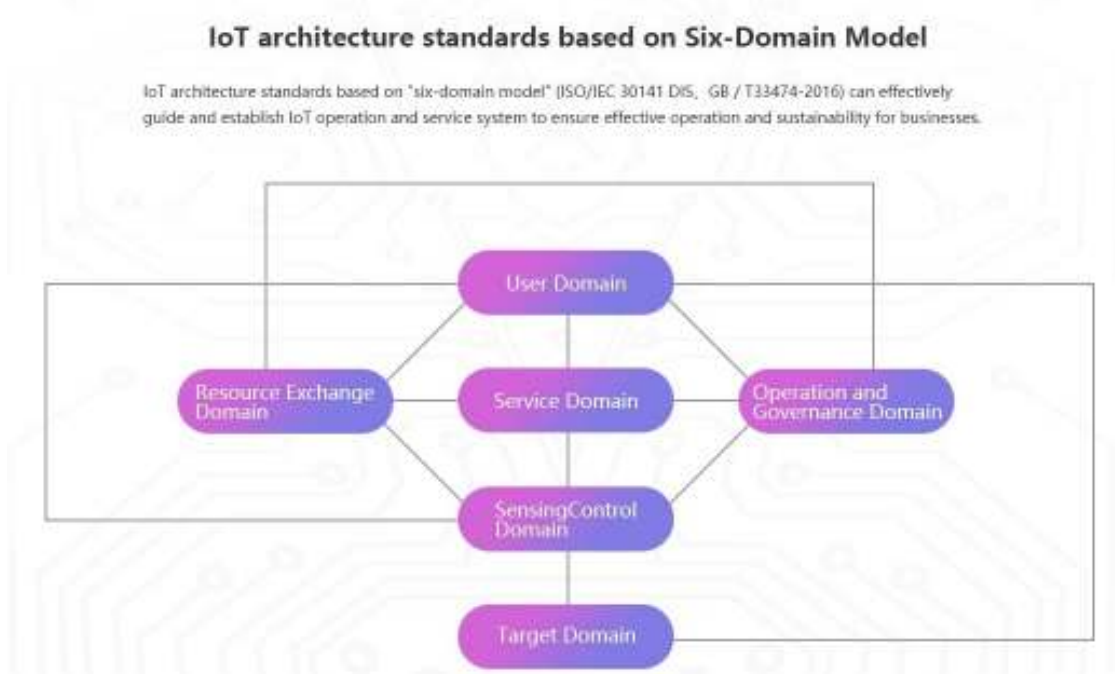 IoT architecture standards based on Six-Domain Model
IoT architecture standards based on "six-domain model" (ISO/IEC 30141 DIS, GB / T33474-2016) can effectively
guide and establish IoT operation and service system to ensure effective operation and sustainability for businesses.
User Domain
Resource Exchange
Domain
Service Domain
Operation and
Governance Domain
SensingControl
Domain
Target Domain